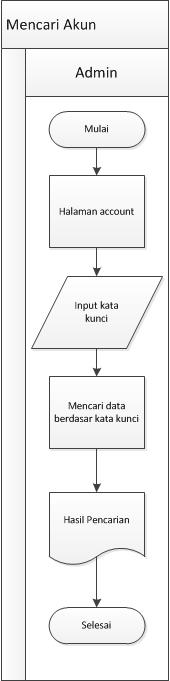 Mencari Akun
Admin
Mulai
Halaman account
Input kata
kunci
Mencari data
berdasar kata kunci
Hasil Pencarian
Selesai